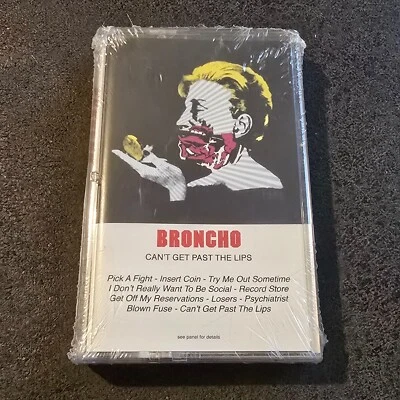 BRONCHO
CAN'T GET PAST THE LIPS
Pick A Fight - Insert Coin - Try Me Out Sometime
I Don't Really Want To Be Social - Record Store
Get Off My Reservations - Losers - Psychiatrist
Blown Fuse - Can't Get Past The Lips
see panel for details